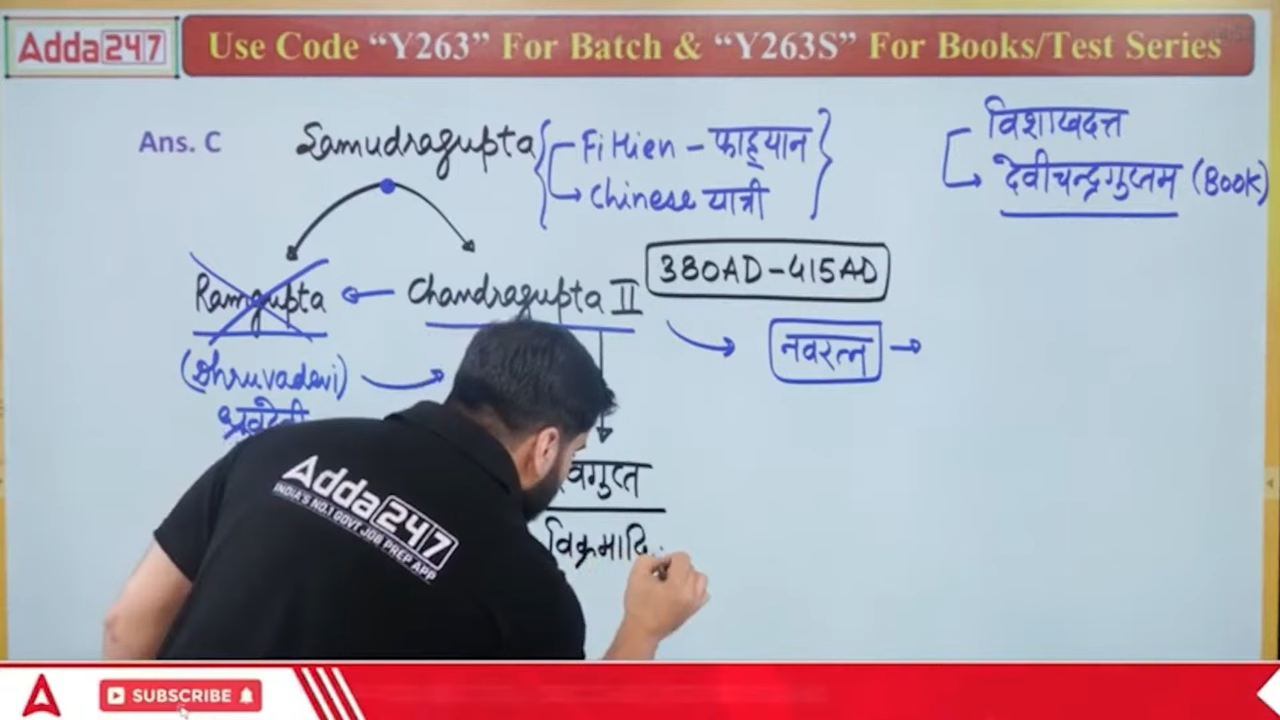 Adda247
Use Code “Y263” For Batch & “Y263S” For Books/Test Series
Ans. C
Samudragupta
Fi Hien - फाह्यान
Chinese यात्री
विशाखदत्त
देवीचन्द्रगुप्तम (Book)
Ramgupta
Chandragupta II
380AD-415AD
नवरत्न
(Dhruvadevi)
ध्रुवदेवी
वगुप्त
विक्रमादि
Adda247
INDIA'S NO.1 GOVT JOB PREP APP
SUBSCRIBE